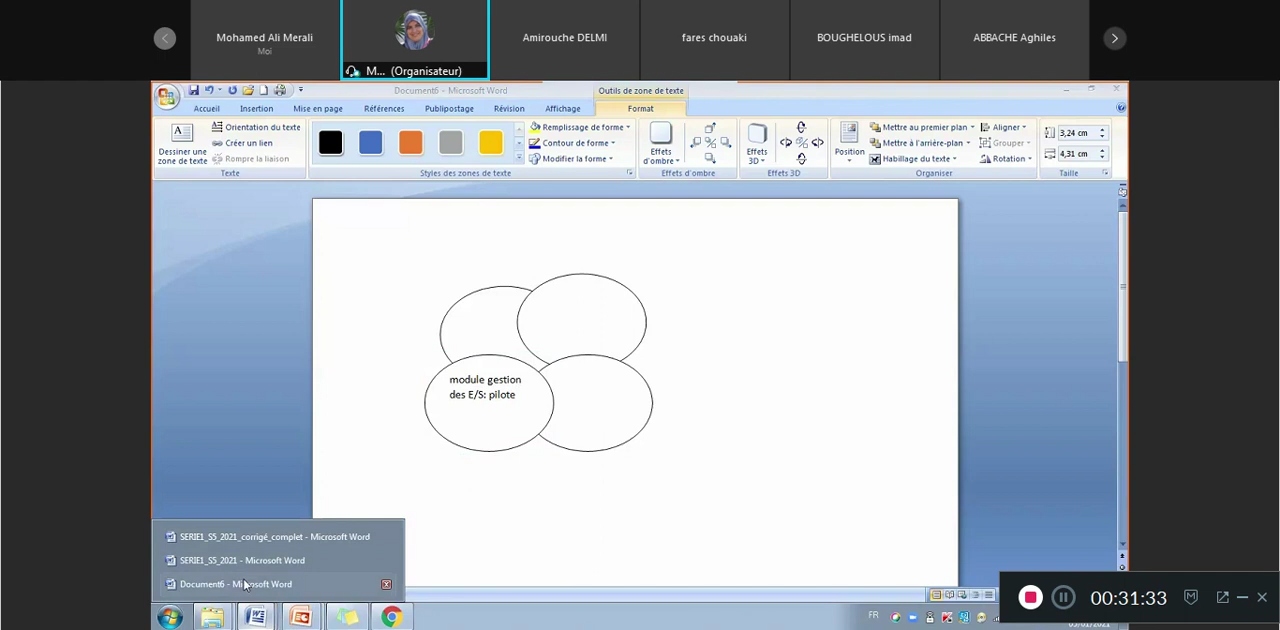 Mohamed Ali Merali
Moi
M... (Organisateur)
Amirouche DELMI
fares chouaki
BOUGHELOUS imad
ABBACHE Aghiles
Document6 - Microsoft Word
Outils de zone de texte
Accueil
Insertion
Mise en page
Références
Publipostage
Révision
Affichage
Format
Dessiner une
zone de texte
Orientation du texte
Créer un lien
Rompre la liaison
Texte
Remplissage de forme
Contour de forme
Modifier la forme
Styles des zones de texte
Effets
d'ombre
Effets d'ombre
Effets
3D
Effets 3D
Position
Mettre au premier plan
Mettre à l'arrière-plan
Habillage du texte
Aligner
Grouper
Rotation
Organiser
3,24 cm
4,31 cm
Taille
module gestion
des E/S: pilote
SERIE1_S5_2021_corrigé_complet - Microsoft Word
SERIE1_S5_2021 - Microsoft Word
Document6 - Microsoft Word
FR
00:31:33